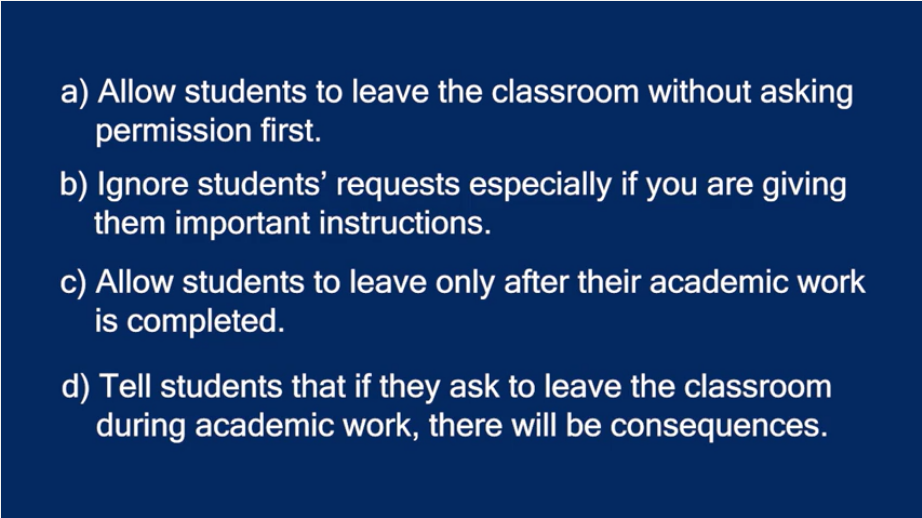 a) Allow students to leave the classroom without asking
permission first.
b) Ignore students’ requests especially if you are giving
them important instructions.
c) Allow students to leave only after their academic work
is completed.
d) Tell students that if they ask to leave the classroom
during academic work, there will be consequences.